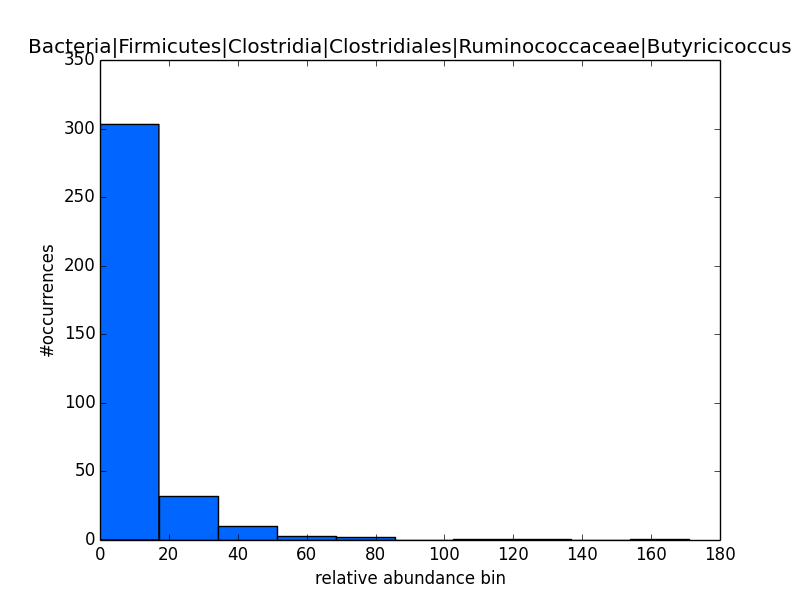 Bacteria|Firmicutes|Clostridia|Clostridiales|Ruminococcaceae|Butyricicoccus
350
300
250
200
150
100
50
0
#occurrences
0 20 40 60 80 100 120 140 160 180
relative abundance bin